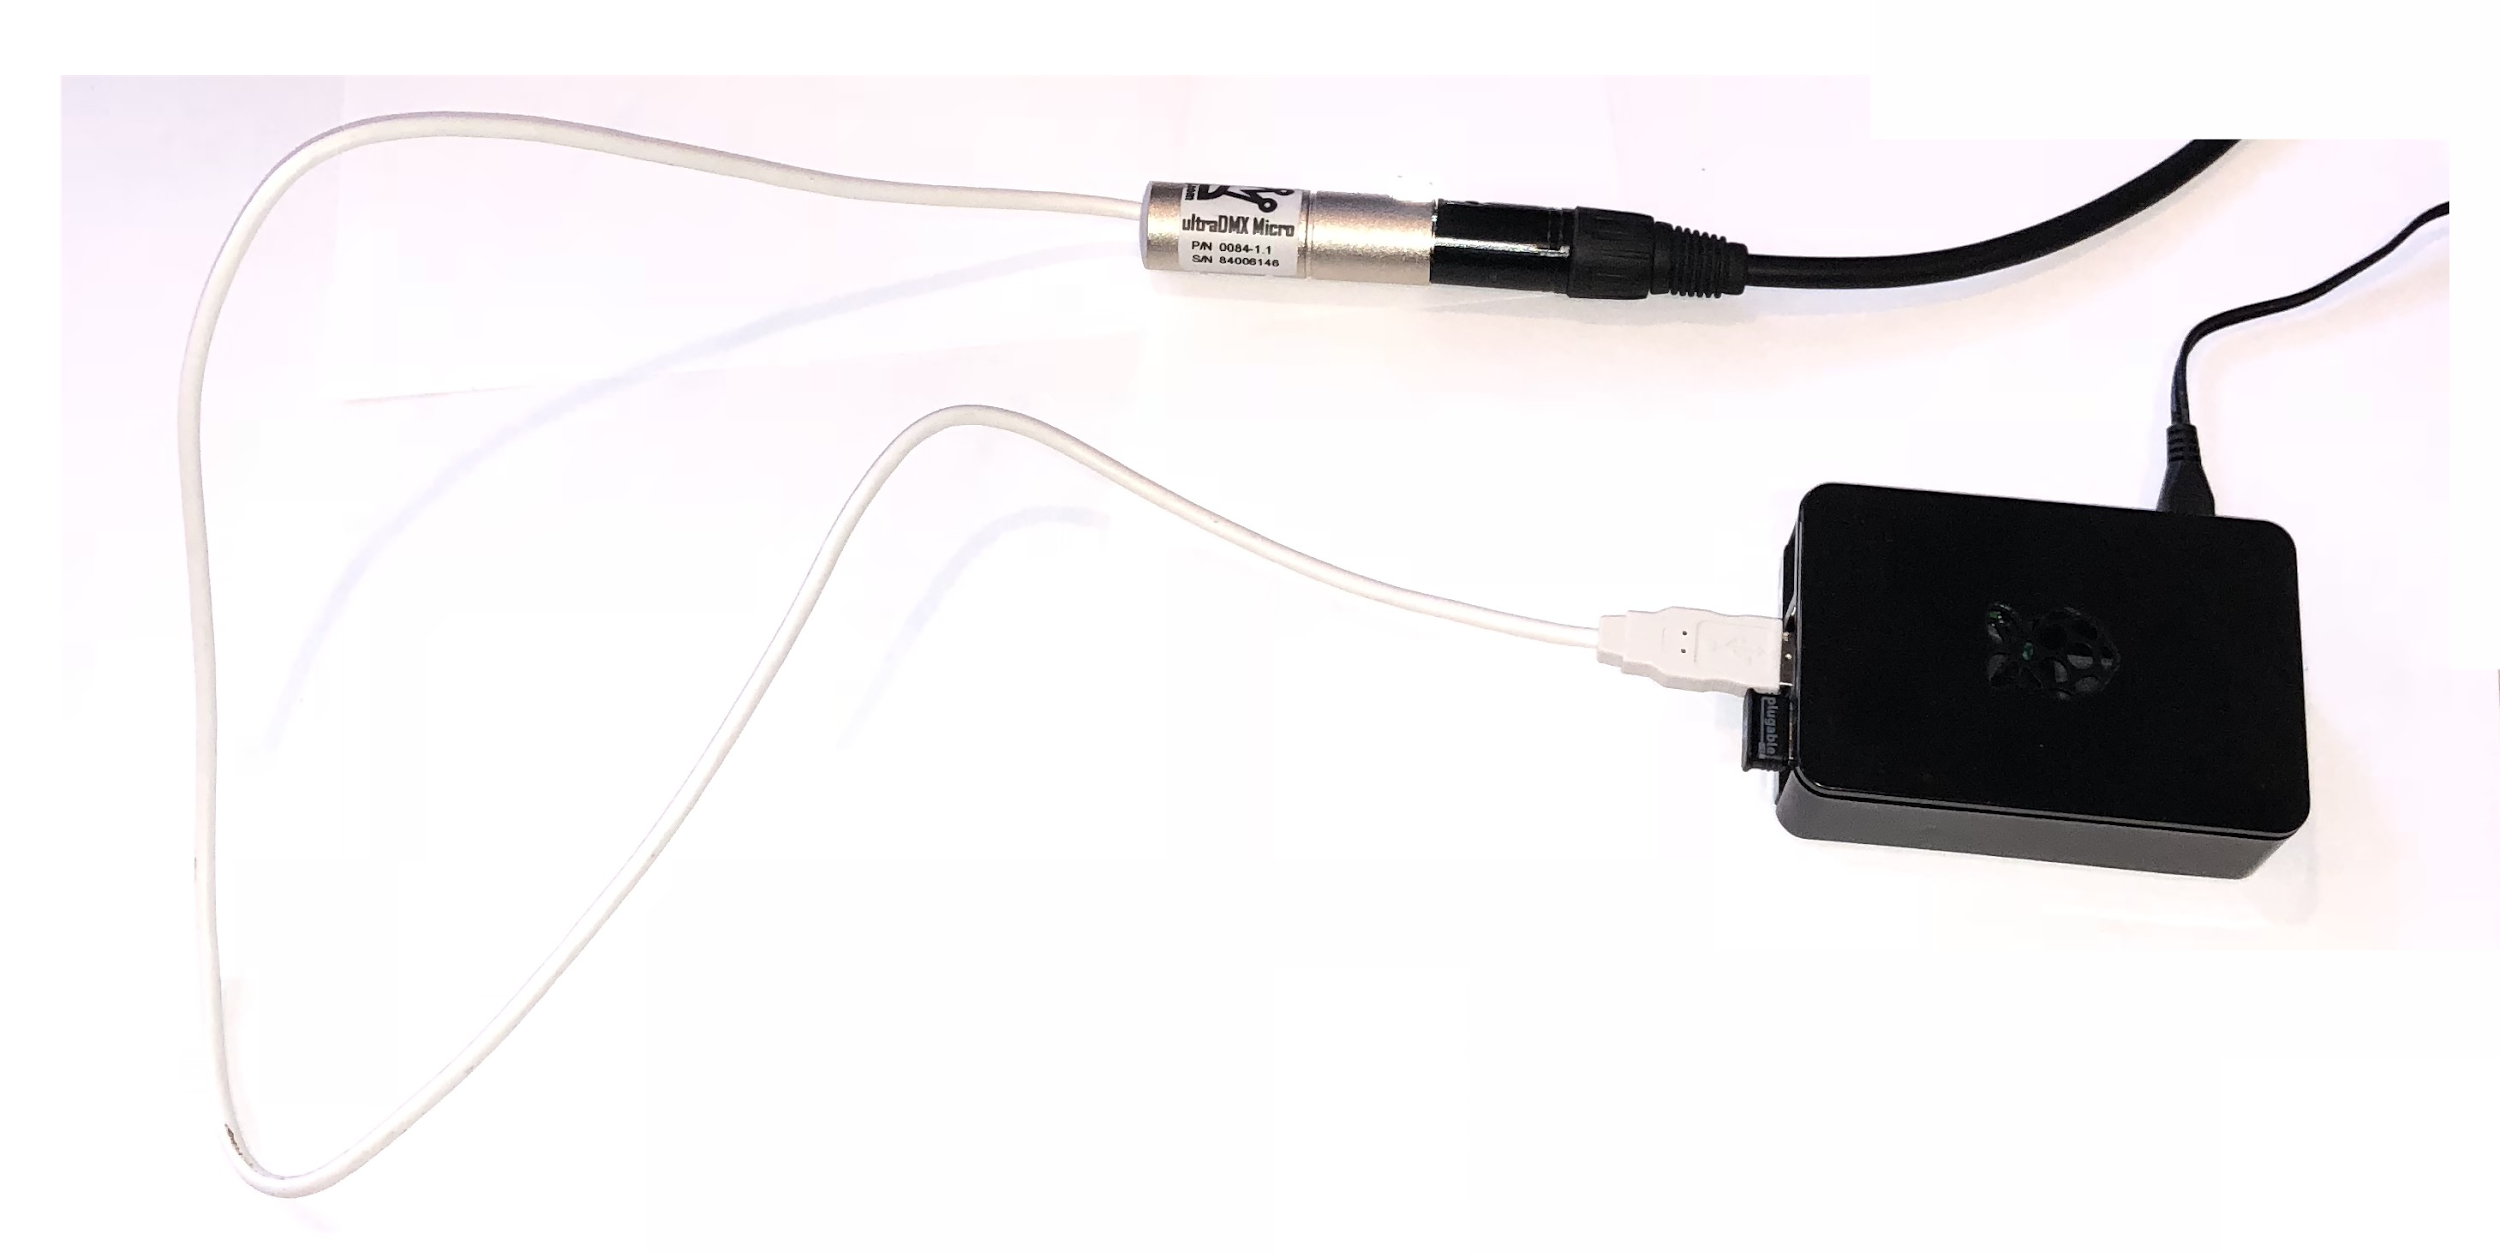 ultraDMX Micro
P/N 0084-1.1
S/N 84006146
plugable